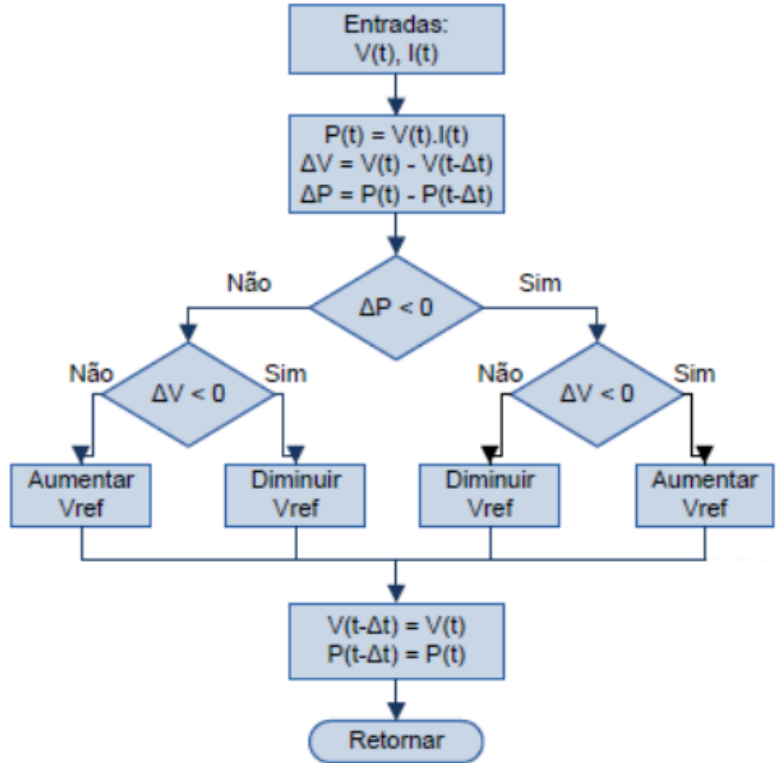 Entradas:
V(t), I(t)
P(t) = V(t).I(t)
ΔV = V(t) - V(t-Δt)
ΔP = P(t) - P(t-Δt)
Não
Sim
ΔP < 0
Não
Sim
Não
Sim
ΔV < 0
ΔV < 0
Aumentar
Vref
Diminuir
Vref
Diminuir
Vref
Aumentar
Vref
V(t-Δt) = V(t)
P(t-Δt) = P(t)
Retornar